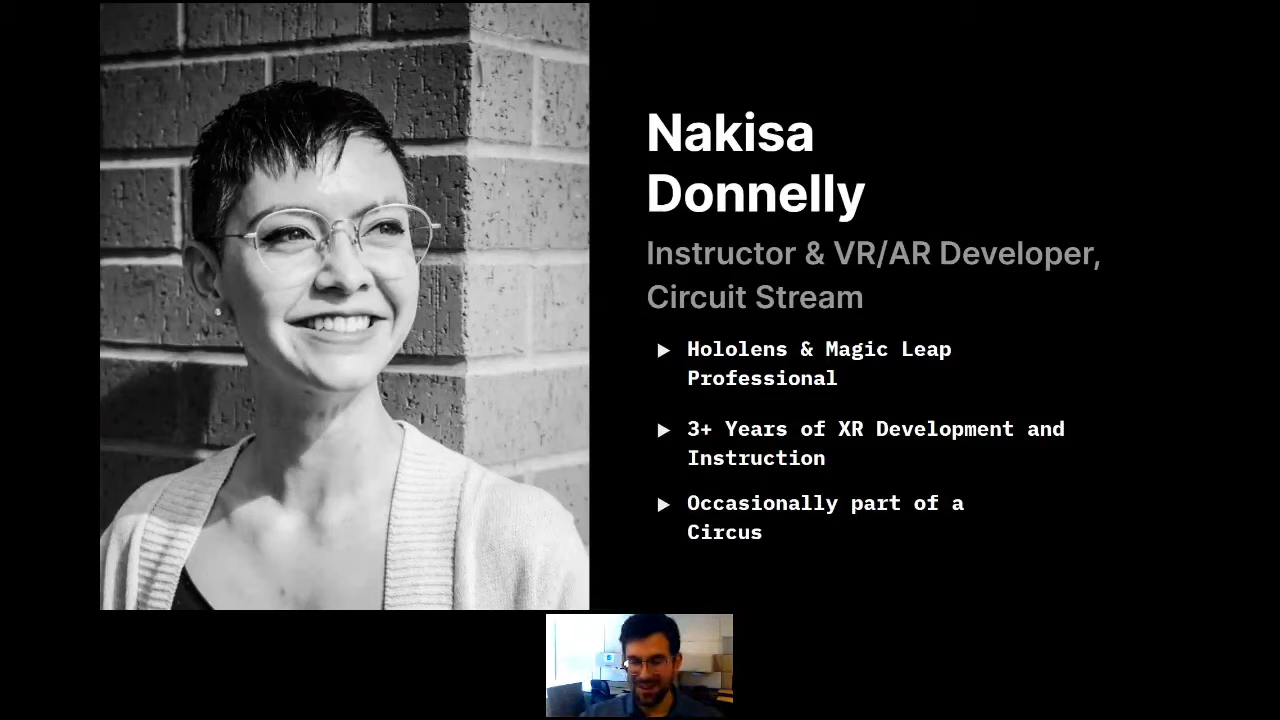 Nakisa
Donnelly
Instructor & VR/AR Developer,
Circuit Stream
▶ Hololens & Magic Leap
Professional
▶ 3+ Years of XR Development and
Instruction
▶ Occasionally part of a
Circus